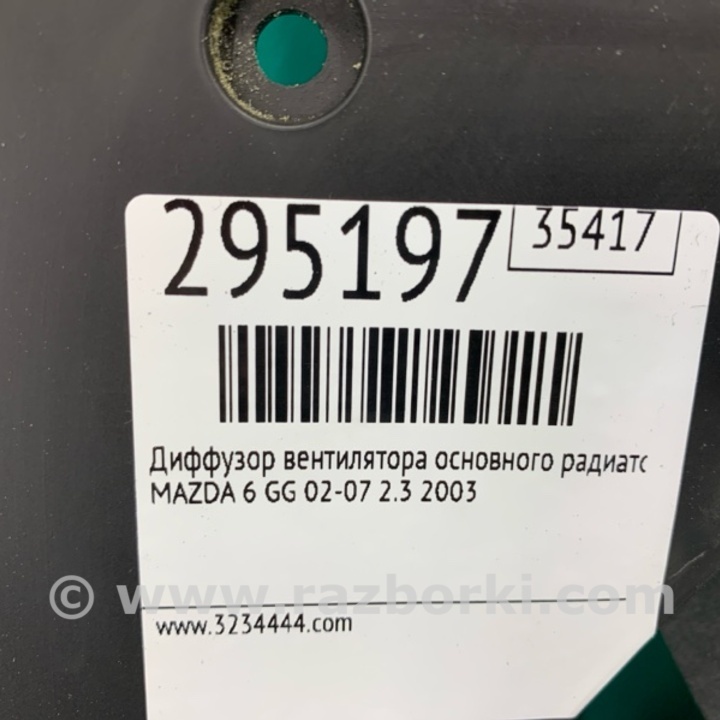 295197
35417
Диффузор вентилятора основного радиато
MAZDA 6 GG 02-07 2.3 2003
© www.razborki.com
www.3234444.com